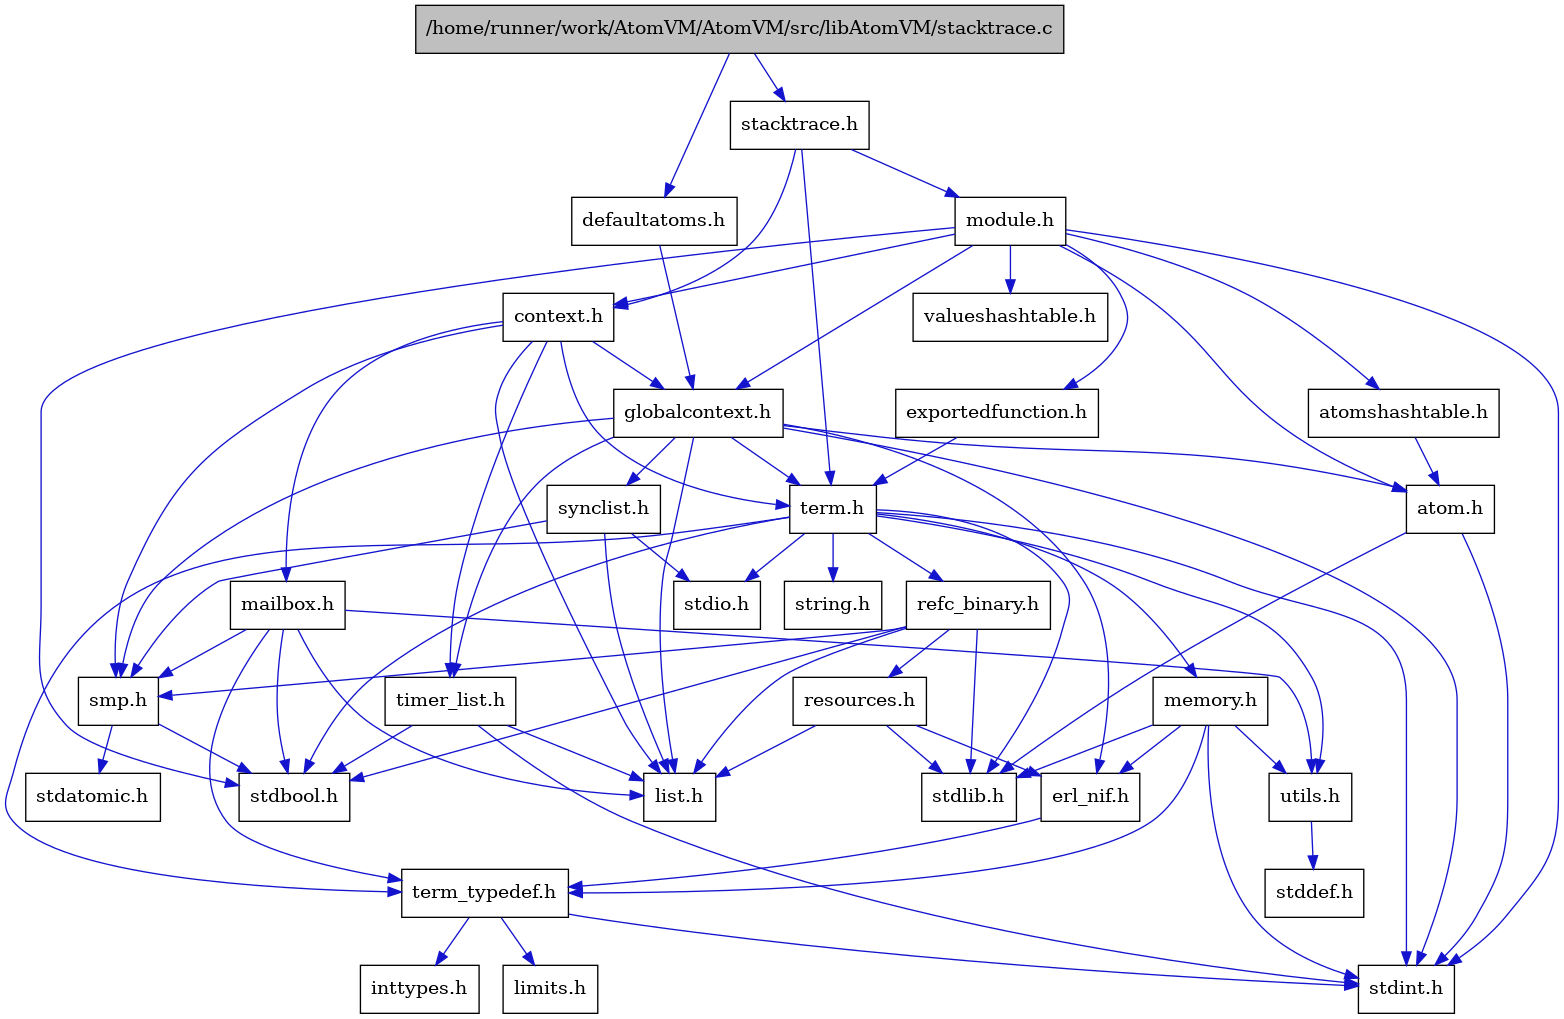 /home/runner/work/AtomVM/AtomVM/src/libAtomVM/stacktrace.c
stacktrace.h
defaultatoms.h
module.h
context.h
valueshashtable.h
globalcontext.h
exportedfunction.h
atomshashtable.h
synclist.h
term.h
atom.h
mailbox.h
stdio.h
string.h
refc_binary.h
smp.h
timer_list.h
resources.h
memory.h
stdatomic.h
stdbool.h
list.h
stdlib.h
erl_nif.h
utils.h
term_typedef.h
stddef.h
inttypes.h
limits.h
stdint.h